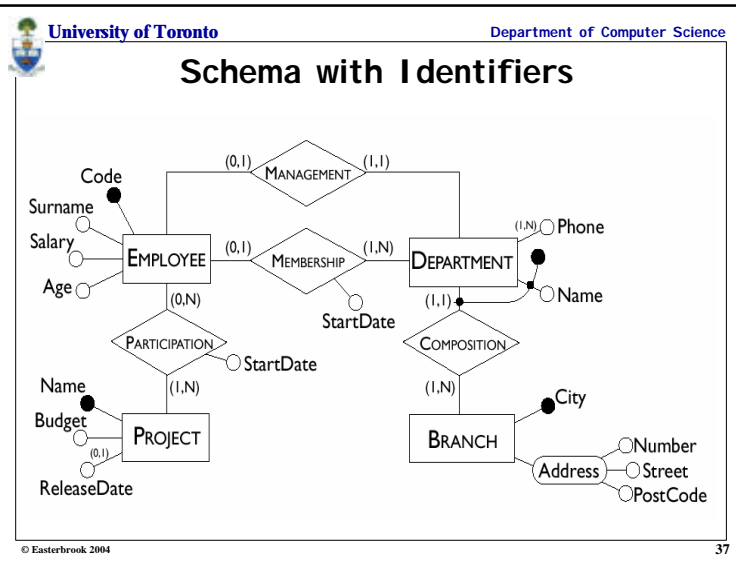 University of Toronto
Department of Computer Science
Schema with Identifiers
(0,1)
MANAGEMENT
(1,1)
Code
Surname
Salary
Age
EMPLOYEE
(0,1)
MEMBERSHIP
(1,N)
DEPARTMENT
(1,N)
Phone
Name
StartDate
(0,N)
(1,1)
PARTICIPATION
StartDate
COMPOSITION
(1,N)
(1,N)
Name
Budget
(0,1)
ReleaseDate
PROJECT
BRANCH
City
Address
Number
Street
PostCode
© Easterbrook 2004
37